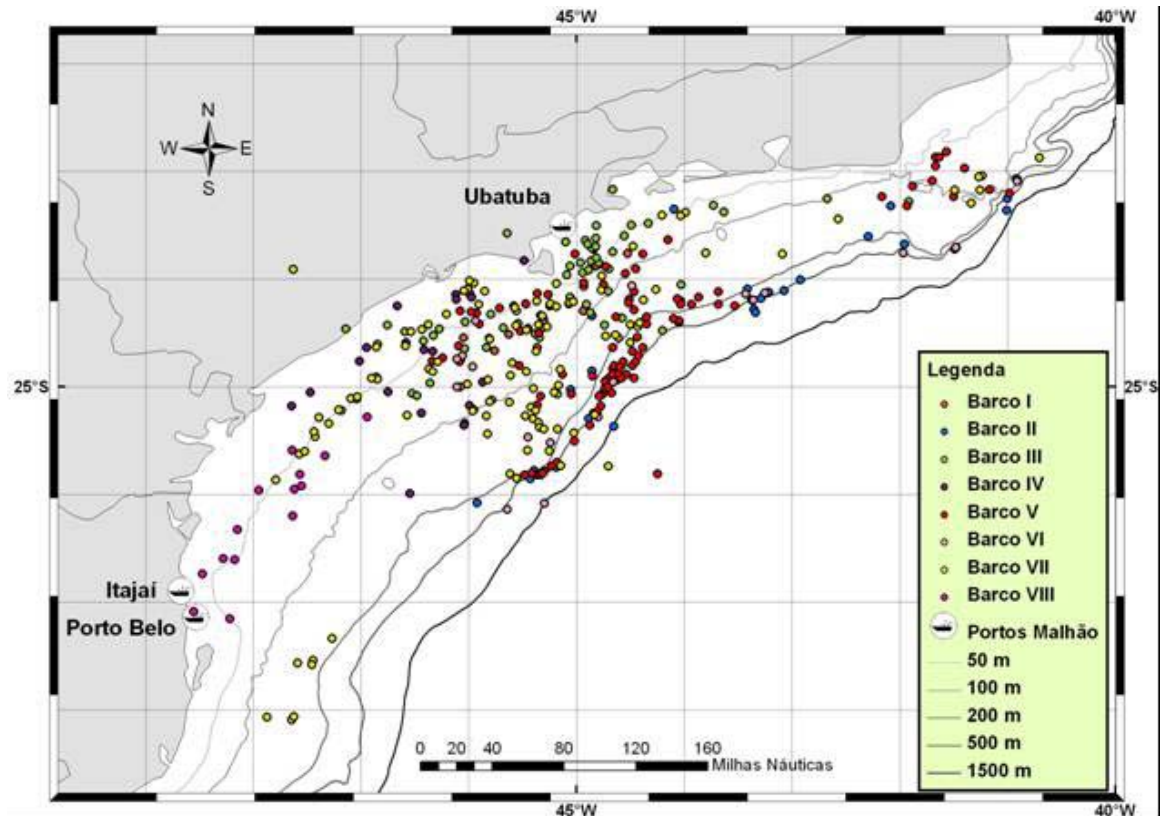 45°W
40°W
N
W
E
S
Ubatuba
25°S
25°S
Legenda
Barco I
Barco II
Barco III
Barco IV
Barco V
Barco VI
Barco VII
Barco VIII
Portos Malhão
50 m
100 m
200 m
500 m
1500 m
Itajaí
Porto Belo
0 20 40 80 120 160
Milhas Náuticas
45°W
40°W